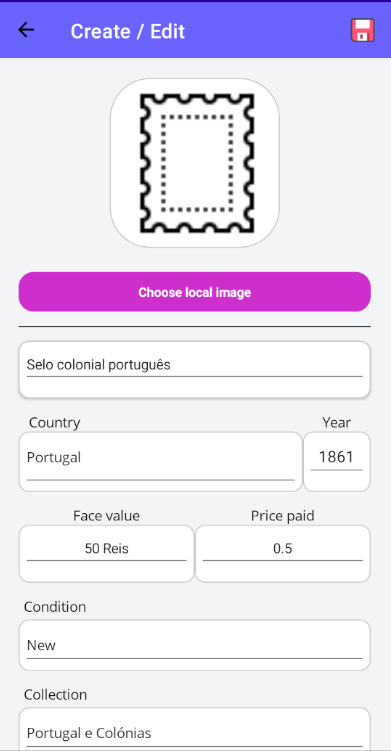 Create / Edit
Choose local image
Selo colonial português
Country
Year
Portugal
1861
Face value
Price paid
50 Reis
0.5
Condition
New
Collection
Portugal e Colónias